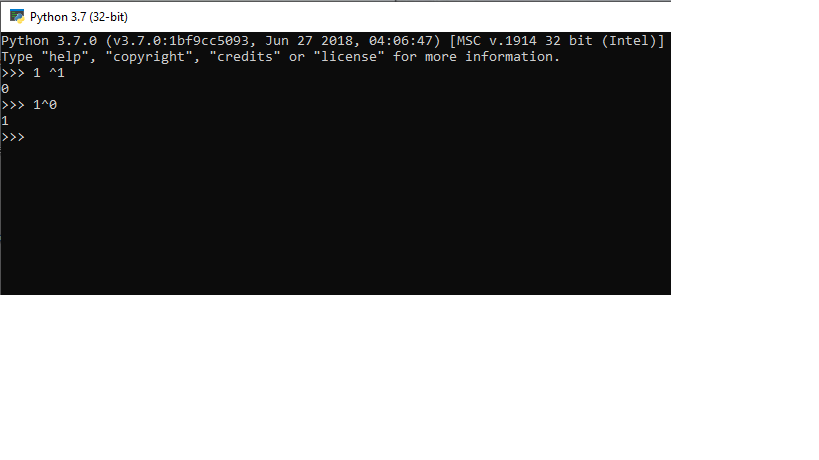 Python 3.7 (32-bit)
Python 3.7.0 (v3.7.0:1bf9cc5093, Jun 27 2018, 04:06:47) [MSC v.1914 32 bit (Intel)]
Type "help", "copyright", "credits" or "license" for more information.
>>> 1 ^1
0
>>> 1^0
1
>>>